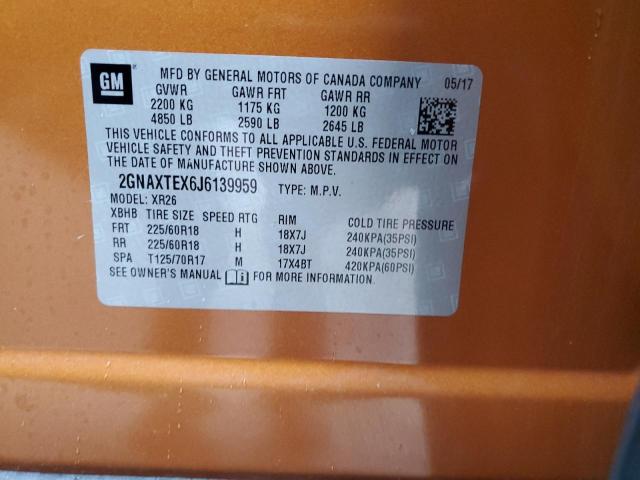 GM
MFD BY GENERAL MOTORS OF CANADA COMPANY 05/17
GVWR GAWR FRT GAWR RR
2200 KG 1175 KG 1200 KG
4850 LB 2590 LB 2645 LB
THIS VEHICLE CONFORMS TO ALL APPLICABLE U.S. FEDERAL MOTOR
VEHICLE SAFETY AND THEFT PREVENTION STANDARDS IN EFFECT ON
THE DATE OF MANUFACTURE SHOWN ABOVE.
2GNAXTEX6J6139959 TYPE: M.P.V.
MODEL: XR26
XBHB TIRE SIZE SPEED RTG RIM COLD TIRE PRESSURE
FRT 225/60R18 H 18X7J 240KPA(35PSI)
RR 225/60R18 H 18X7J 240KPA(35PSI)
SPA T125/70R17 M 17X4BT 420KPA(60PSI)
SEE OWNER'S MANUAL FOR MORE INFORMATION.